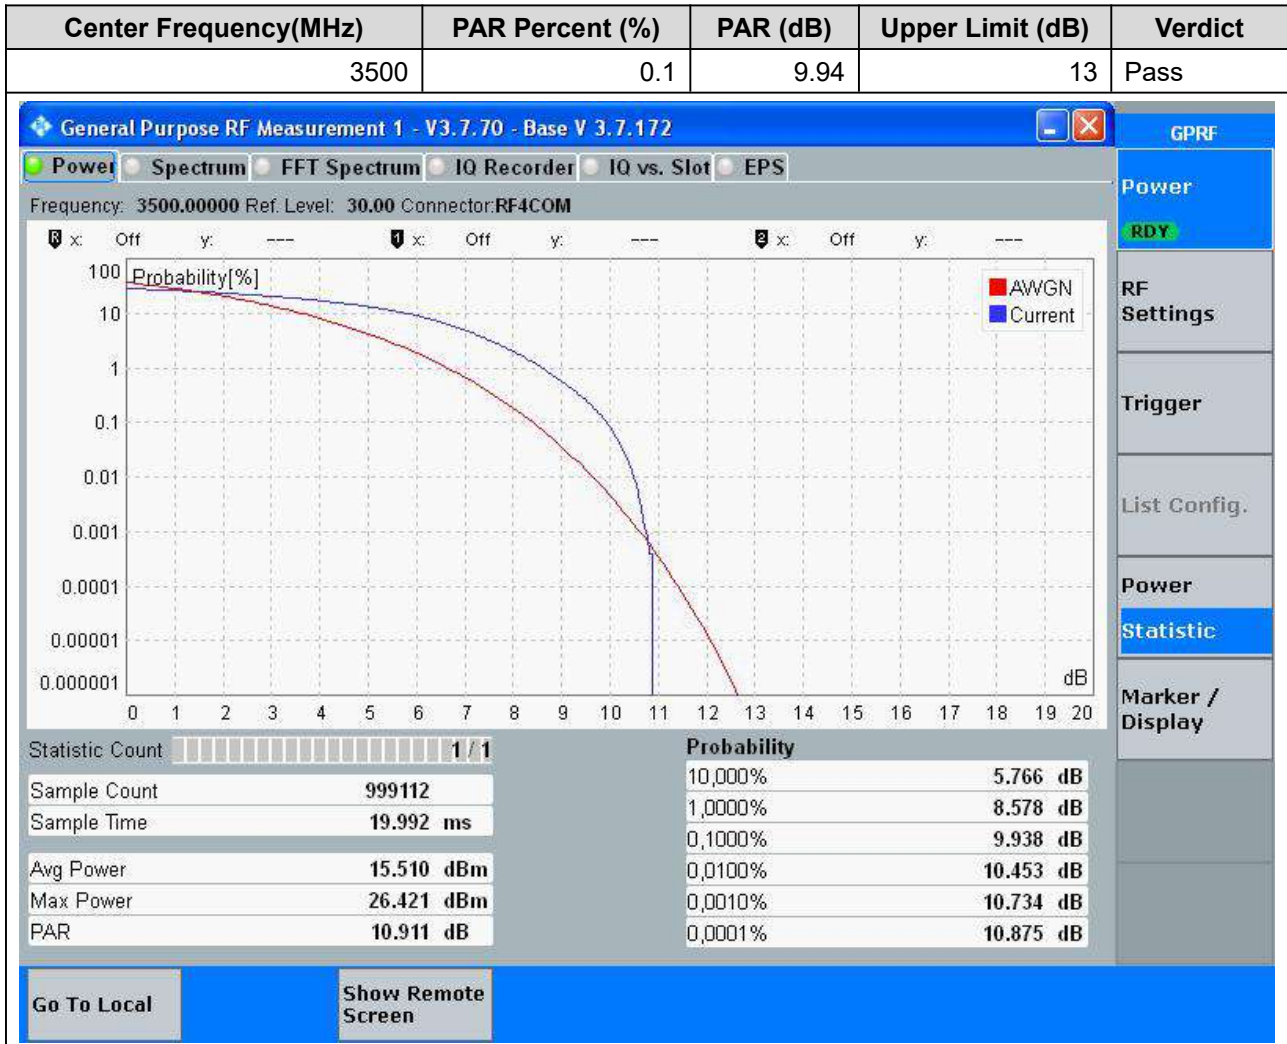 Center Frequency(MHz) PAR Percent (%) PAR (dB) Upper Limit (dB) Verdict
3500 0.1 9.94 13 Pass
General Purpose RF Measurement 1 - V3.7.70 - Base V 3.7.172
GPRF
Power Spectrum FFT Spectrum IQ Recorder IQ vs. Slot EPS
Frequency: 3500.00000 Ref. Level: 30.00 Connector:RF4COM
R x: Off y: --- 1 x: Off y: --- 2 x: Off y: ---
Probability[%]
100
10
1
0.1
0.01
0.001
0.0001
0.00001
0.000001
AWGN
Current
dB
0 1 2 3 4 5 6 7 8 9 10 11 12 13 14 15 16 17 18 19 20
Statistic Count 1 / 1
Sample Count 999112
Sample Time 19.992 ms
Avg Power 15.510 dBm
Max Power 26.421 dBm
PAR 10.911 dB
Probability
10,000% 5.766 dB
1,0000% 8.578 dB
0,1000% 9.938 dB
0,0100% 10.453 dB
0,0010% 10.734 dB
0,0001% 10.875 dB
Power
RDY
RF
Settings
Trigger
List Config.
Power
Statistic
Marker /
Display
Go To Local
Show Remote
Screen